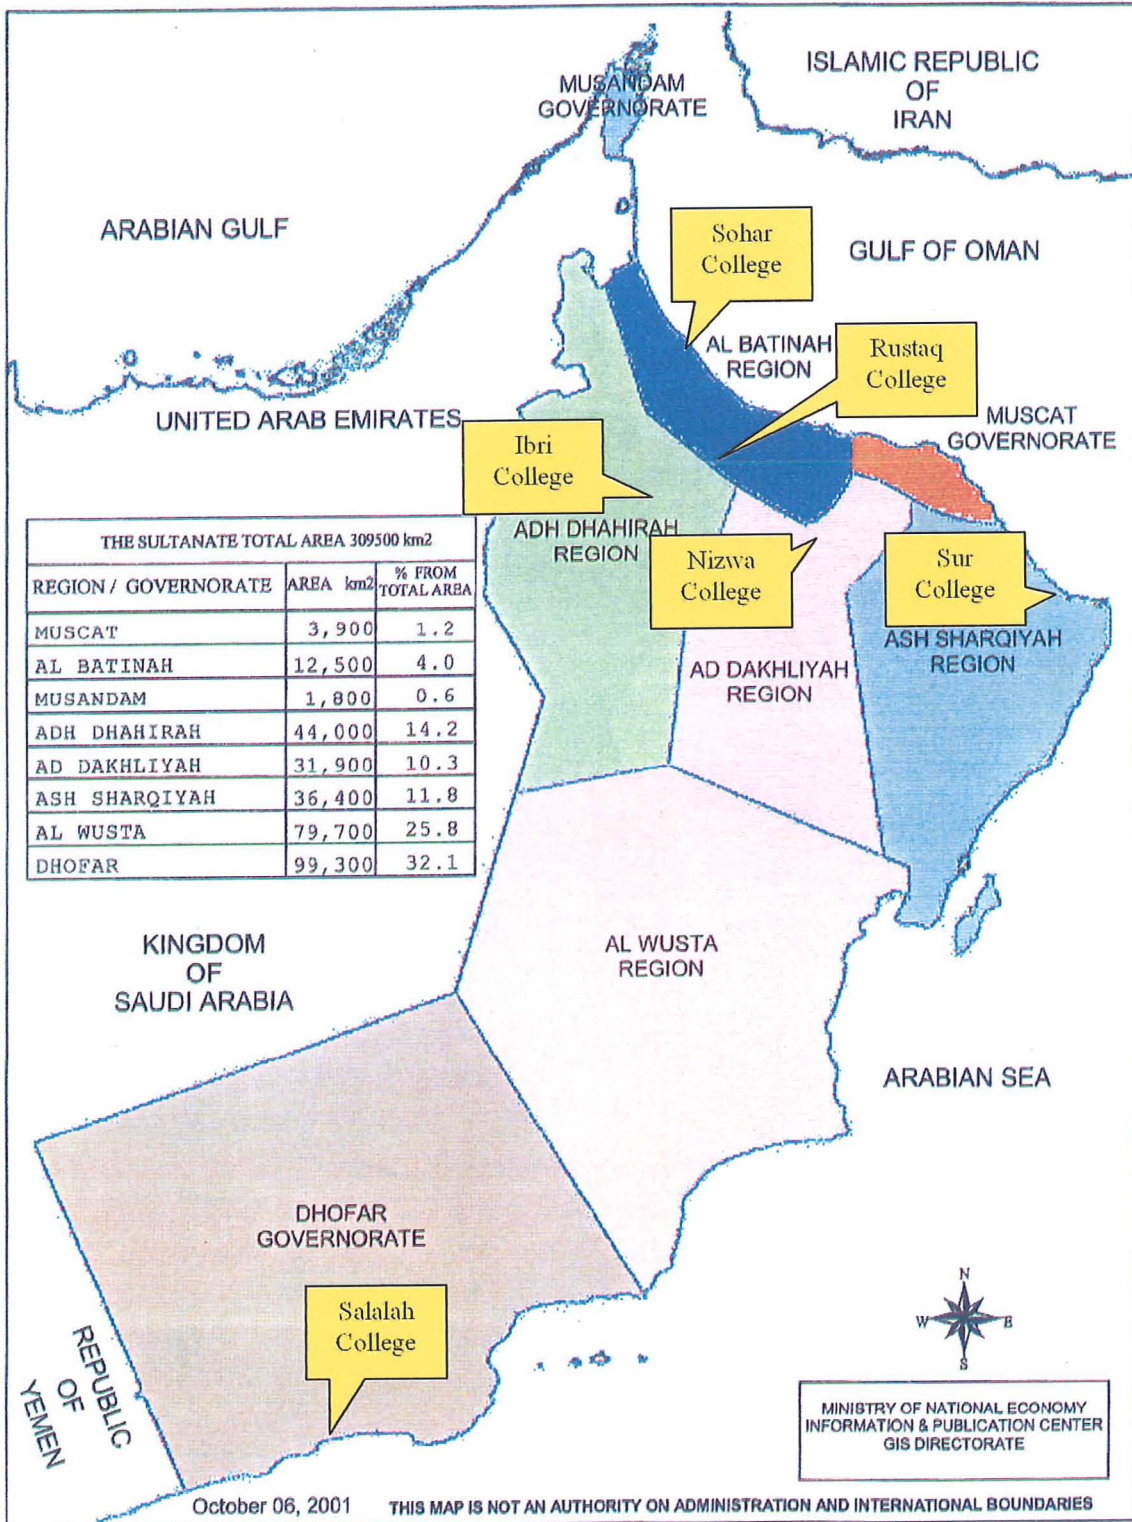 MUSANDAM
GOVERNORATE
ISLAMIC REPUBLIC
OF
IRAN
ARABIAN GULF
Sohar
College
GULF OF OMAN
AL BATINAH
REGION
Rustaq
College
UNITED ARAB EMIRATES
MUSCAT
GOVERNORATE
Ibri
College
ADH DHAHIRAH
REGION
Nizwa
College
Sur
College
ASH SHARQIYAH
REGION
AD DAKHLIYAH
REGION
THE SULTANATE TOTAL AREA 309500 km2
REGION / GOVERNORATE AREA km2 % FROM TOTAL AREA
MUSCAT 3,900 1.2
AL BATINAH 12,500 4.0
MUSANDAM 1,800 0.6
ADH DHAHIRAH 44,000 14.2
AD DAKHLIYAH 31,900 10.3
ASH SHARQIYAH 36,400 11.8
AL WUSTA 79,700 25.8
DHOFAR 99,300 32.1
KINGDOM
OF
SAUDI ARABIA
AL WUSTA
REGION
ARABIAN SEA
DHOFAR
GOVERNORATE
Salalah
College
REPUBLIC
OF
YEMEN
N
W E
S
MINISTRY OF NATIONAL ECONOMY
INFORMATION & PUBLICATION CENTER
GIS DIRECTORATE
October 06, 2001 THIS MAP IS NOT AN AUTHORITY ON ADMINISTRATION AND INTERNATIONAL BOUNDARIES